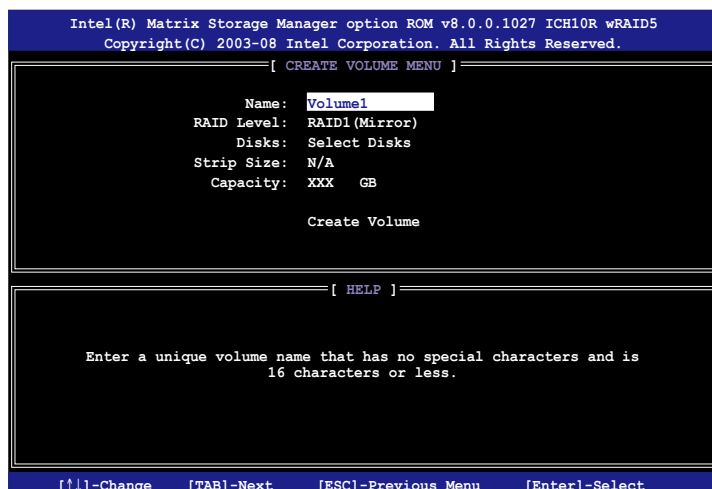 Intel(R) Matrix Storage Manager option ROM v8.0.0.1027 ICH10R wRAID5
Copyright(C) 2003-08 Intel Corporation. All Rights Reserved.
[ CREATE VOLUME MENU ]
Name: Volume1
RAID Level: RAID1(Mirror)
Disks: Select Disks
Strip Size: N/A
Capacity: XXX GB
Create Volume
[ HELP ]
Enter a unique volume name that has no special characters and is
16 characters or less.
[↑↓]-Change [TAB]-Next [ESC]-Previous Menu [Enter]-Select